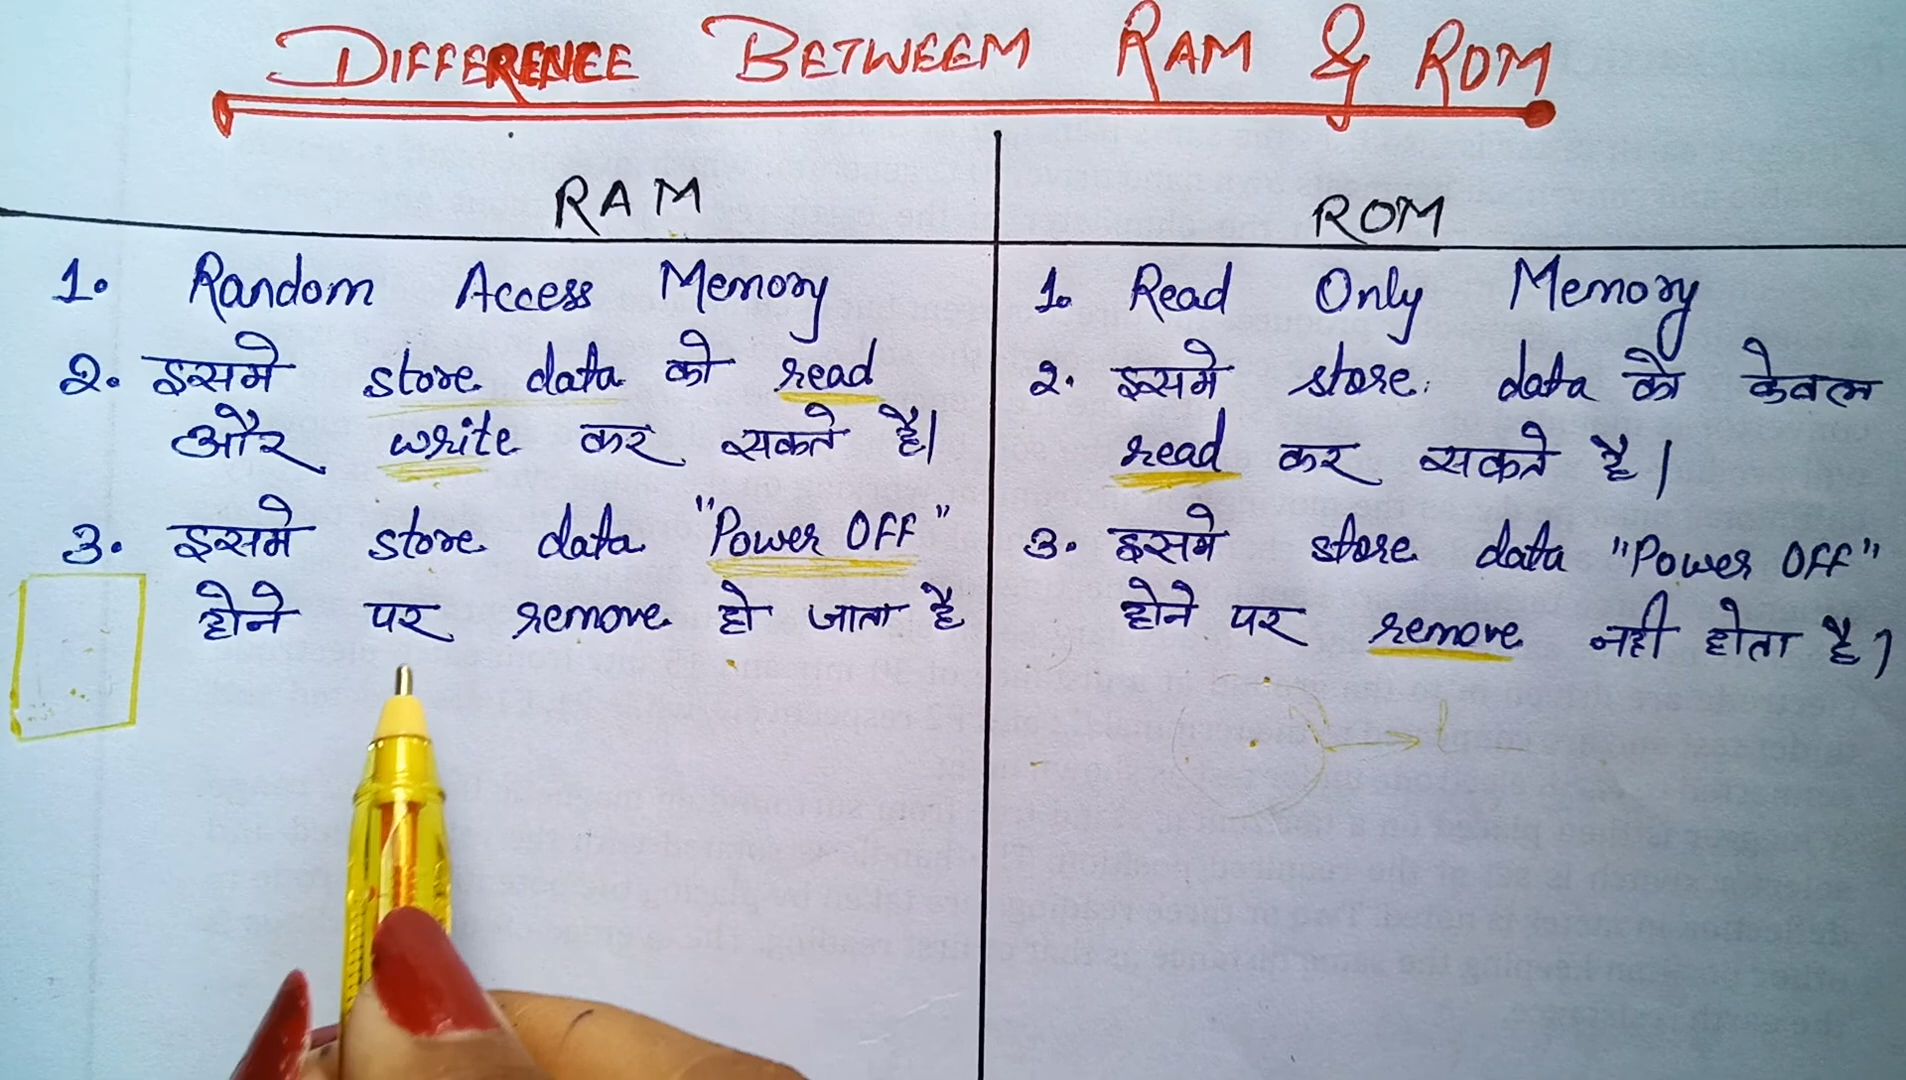 DIFFERENCE BETWEEM RAM & ROM
RAM
1. Random Access Memory
2. इसमे store data को read
और write कर सकते है।
3. इसमे store data "Power OFF"
होने पर remove हो जाता है
ROM
1. Read Only Memory
2. इसमे store data को केवल
read कर सकते है।
3. इसमे store data "Power OFF"
होने पर remove नही होता है।